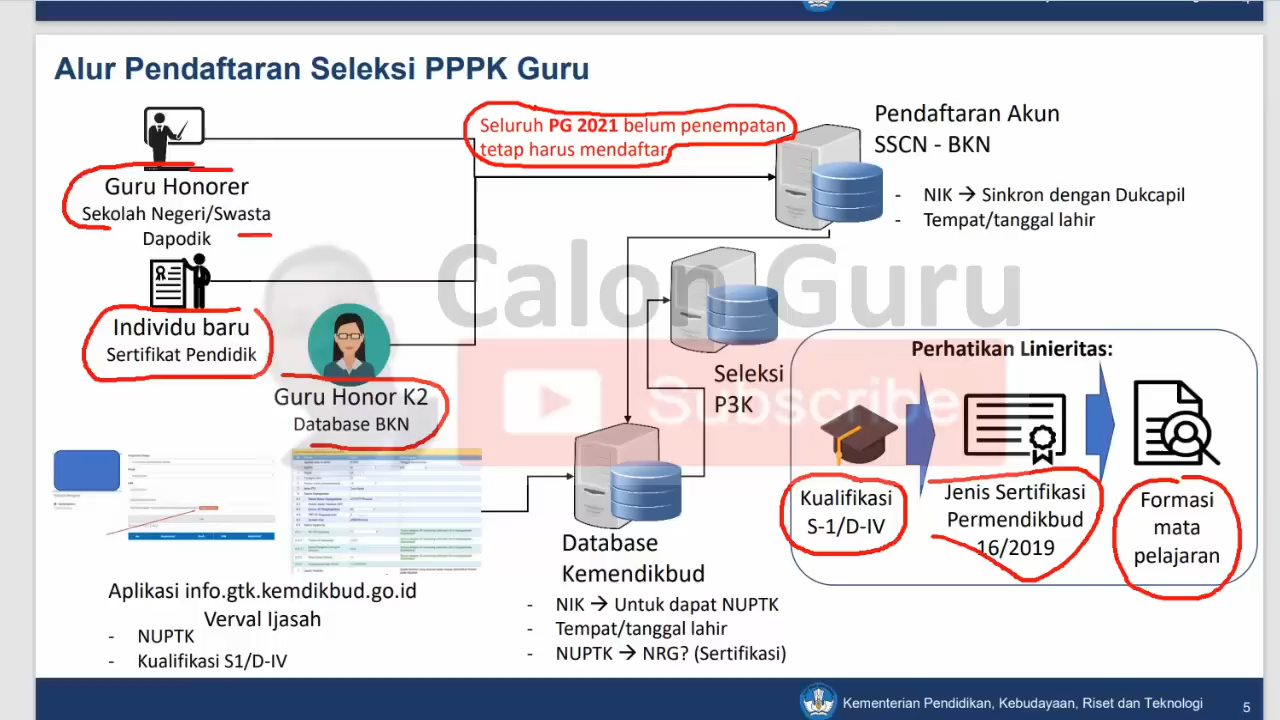 Alur Pendaftaran Seleksi PPPK Guru
Seluruh PG 2021 belum penempatan
tetap harus mendaftar
Pendaftaran Akun
SSCN - BKN
- NIK → Sinkron dengan Dukcapil
- Tempat/tanggal lahir
Guru Honorer
Sekolah Negeri/Swasta
Dapodik
Individu baru
Sertifikat Pendidik
Guru Honor K2
Database BKN
Calon Guru
Subscribe
Seleksi
P3K
Perhatikan Linieritas:
Kualifikasi
S-1/D-IV
Jenis Sertifikasi
Permendikbud
16/2019
Formasi
mata
pelajaran
Aplikasi info.gtk.kemdikbud.go.id
Verval Ijasah
- NUPTK
- Kualifikasi S1/D-IV
Database
Kemendikbud
- NIK → Untuk dapat NUPTK
- Tempat/tanggal lahir
- NUPTK → NRG? (Sertifikasi)
Kementerian Pendidikan, Kebudayaan, Riset dan Teknologi
5